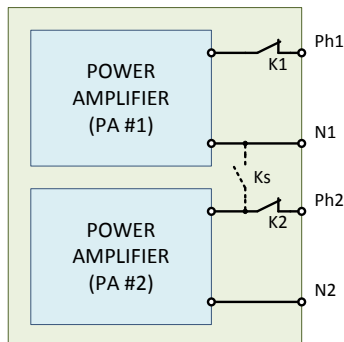 POWER
AMPLIFIER
(PA #1)
Ph1
K1
N1
Ks
Ph2
K2
POWER
AMPLIFIER
(PA #2)
N2